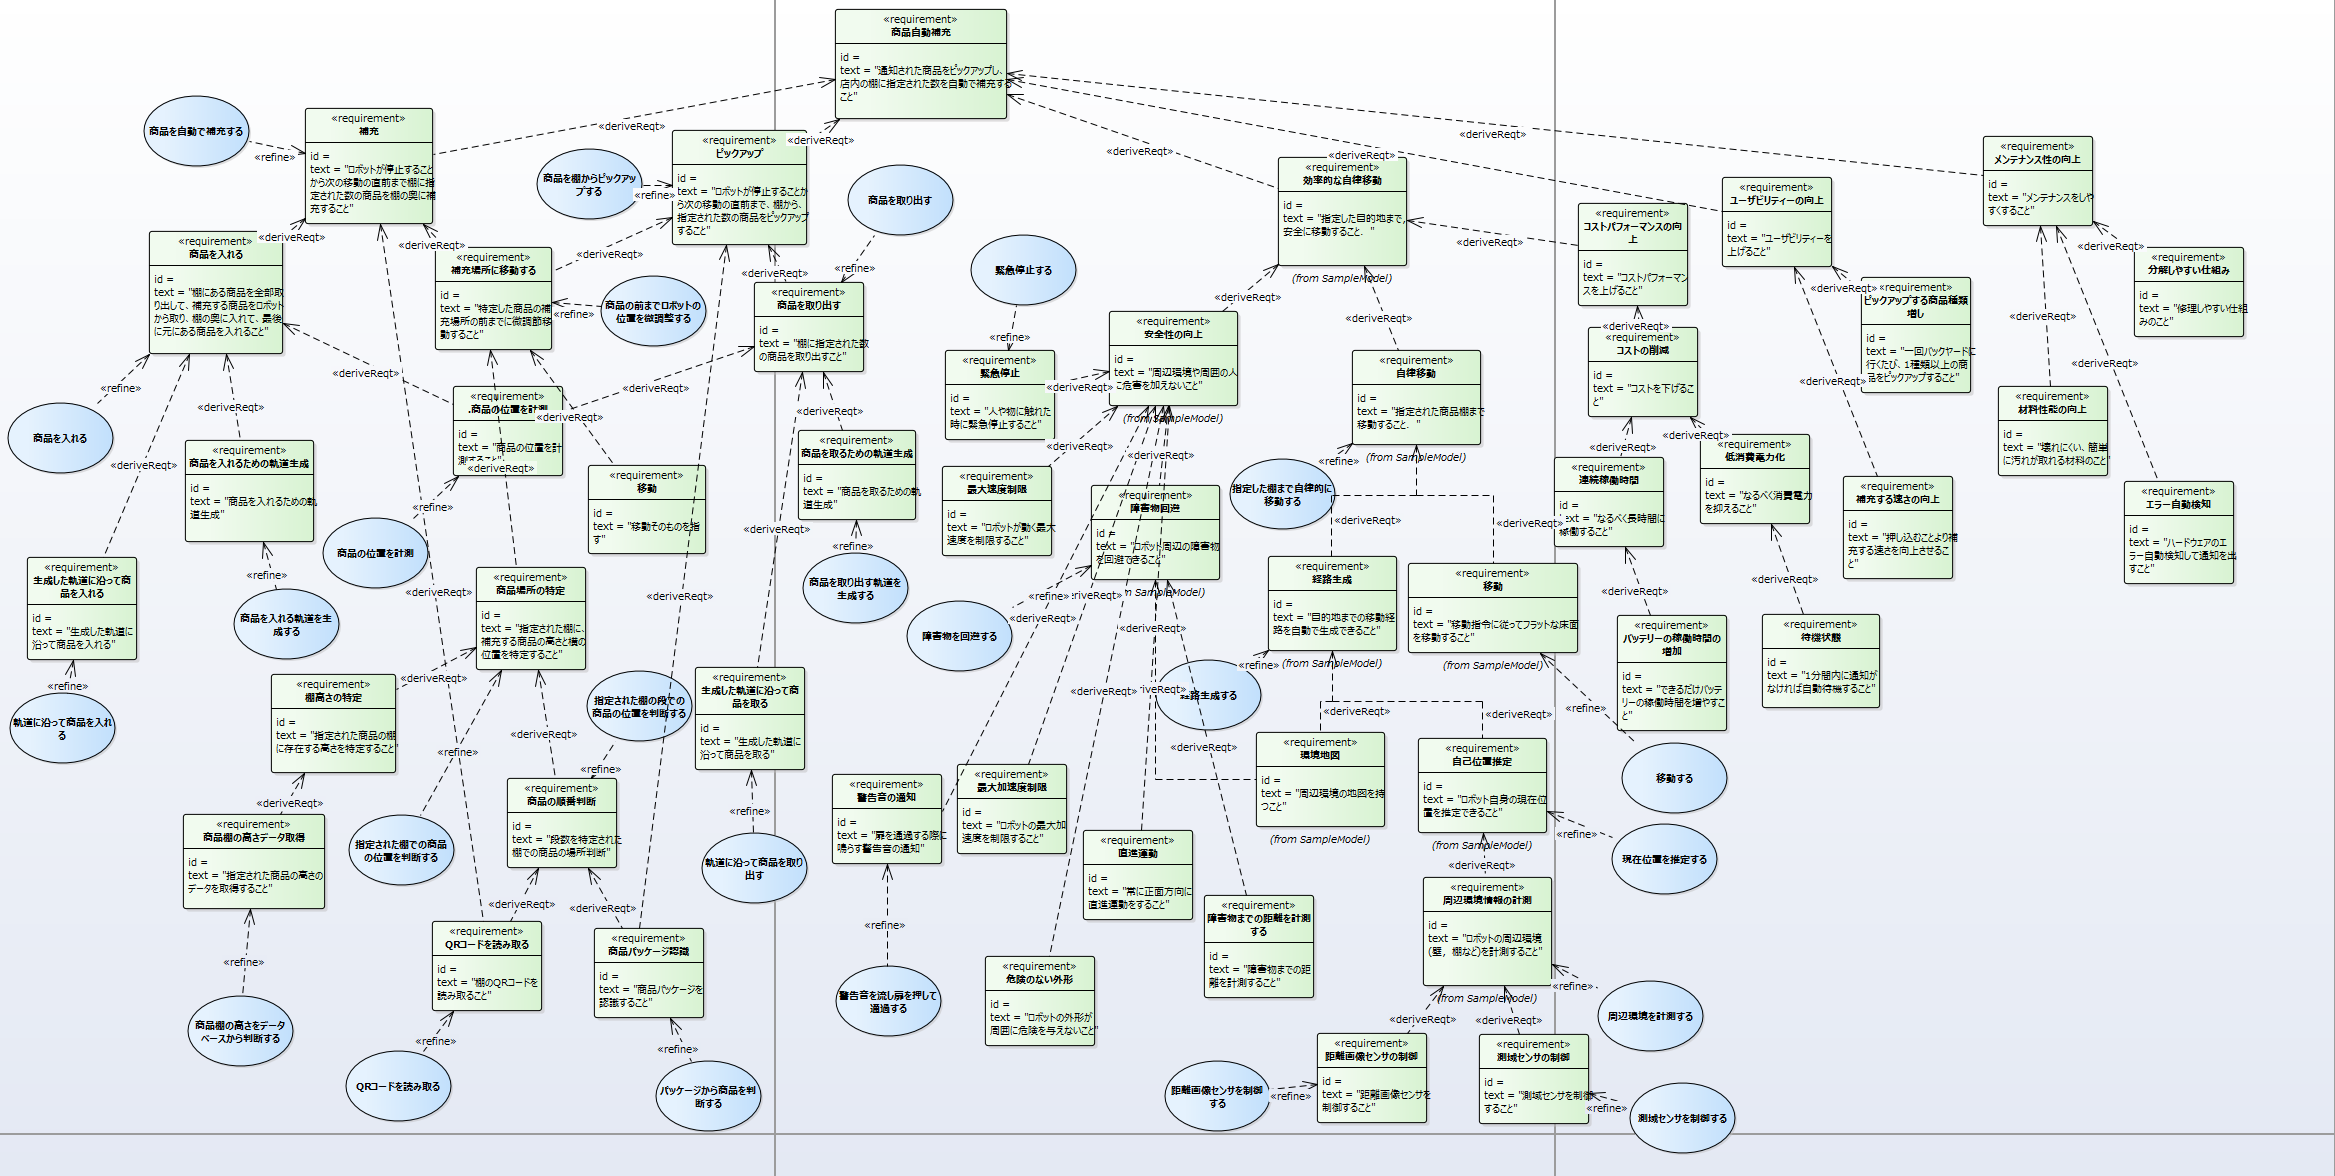 «requirement»
商品自動補充
id =
text = "通知された商品をピックアップし、
店内の棚に指定された数を自動で補充する
こと"
商品を自動で補充する
«refine»
«requirement»
補充
id =
text = "ロボットが停止すること
から次の移動の直前まで棚に指
定された数の商品を棚の奥に補
充すること"
«deriveReqt»
«deriveReqt»
«requirement»
ピックアップ
id =
text = "ロボットが停止することか
ら次の移動の直前まで、棚から、
指定された数の商品をピックアップ
すること"
商品を棚からピックアッ
プする
«refine»
商品を取り出す
«refine»
«deriveReqt»
«deriveReqt»
«deriveReqt»
«requirement»
効率的な自律移動
id =
text = "指定した目的地まで,
安全に移動すること．"
(from SampleModel)
«requirement»
コストパフォーマンスの向
上
id =
text = "コストパフォーマン
スを上げること"
«deriveReqt»
«requirement»
ユーザビリティーの向上
id =
text = "ユーザビリティーを
上げること"
«requirement»
メンテナンス性の向上
id =
text = "メンテナンスをしや
すくすること"
«deriveReqt»
«requirement»
分解しやすい仕組み
id =
text = "修理しやすい仕組
みのこと"
«deriveReqt»
«requirement»
ピックアップする商品種類
増し
id =
text = "一回バックヤードに
行くたび、1種類以上の商
品をピックアップすること"
«deriveReqt»
«deriveReqt»
«deriveReqt»
«requirement»
材料性能の向上
id =
text = "壊れにくい、簡単
に汚れが取れる材料のこと"
«requirement»
エラー自動検知
id =
text = "ハードウェアのエ
ラー自動検知して通知を出
すこと"
«requirement»
補充する速さの向上
id =
text = "押し込むことより補
充する速さを向上させるこ
と"
«requirement»
商品を入れる
id =
text = "棚にある商品を全部取
り出して、補充する商品をロボット
から取り、棚の奥に入れて、最後
に元にある商品を入れること"
«deriveReqt»
«deriveReqt»
«requirement»
補充場所に移動する
id =
text = "特定した商品の補
充場所の前までに微調節移
動すること"
«deriveReqt»
商品の前までロボットの
位置を微調整する
«refine»
«deriveReqt»
«requirement»
商品を取り出す
id =
text = "棚に指定された数
の商品を取り出すこと"
緊急停止する
«refine»
«requirement»
緊急停止
id =
text = "人や物に触れた
時に緊急停止すること"
«deriveReqt»
«requirement»
安全性の向上
id =
text = "周辺環境や周囲の人
に危害を加えないこと"
(from SampleModel)
«deriveReqt»
«deriveReqt»
«requirement»
自律移動
id =
text = "指定された商品棚まで
移動すること．"
(from SampleModel)
«deriveReqt»
«requirement»
コストの削減
id =
text = "コストを下げるこ
と"
«deriveReqt»
«deriveReqt»
«requirement»
連続稼働時間
id =
text = "なるべく長時間に
稼働すること"
«requirement»
低消費電力化
id =
text = "なるべく消費電力
を抑えること"
«refine»
商品を入れる
«deriveReqt»
«deriveReqt»
«requirement»
商品を入れるための軌道生成
id =
text = "商品を入れるための軌
道生成"
«refine»
商品を入れる軌道を生
成する
«deriveReqt»
«requirement»
.商品の位置を計測
id =
text = "商品の位置を計
測すること"
«deriveReqt»
«deriveReqt»
«deriveReqt»
«refine»
商品の位置を計測
«requirement»
移動
id =
text = "移動そのものを指
す"
«deriveReqt»
«requirement»
商品を取るための軌道生成
id =
text = "商品を取るための軌
道生成"
«refine»
商品を取り出す軌道を
生成する
«deriveReqt»
«deriveReqt»
«requirement»
最大速度制限
id =
text = "ロボットが動く最大
速度を制限すること"
«deriveReqt»
«deriveReqt»
«requirement»
障害物回避
id =
text = "ロボット周辺の障害物
を回避できること"
障害物を回避する
«refine»
«deriveReqt»
«deriveReqt»
«refine»
指定した棚まで自律的に
移動する
«deriveReqt»
«deriveReqt»
«requirement»
経路生成
id =
text = "目的地までの移動経
路を自動で生成できること"
(from SampleModel)
«refine»
経路生成する
«requirement»
移動
id =
text = "移動指令に従ってフラットな床面
を移動すること"
(from SampleModel)
«refine»
移動する
«deriveReqt»
«requirement»
バッテリーの稼働時間の
増加
id =
text = "できるだけバッテ
リーの稼働時間を増やすこ
と"
«deriveReqt»
«requirement»
待機状態
id =
text = "1分間内に通知が
なければ自動待機すること"
«requirement»
生成した軌道に沿って商
品を入れる
id =
text = "生成した軌道に
沿って商品を入れる"
«refine»
軌道に沿って商品を入れ
る
«deriveReqt»
«requirement»
商品場所の特定
id =
text = "指定された棚に、
補充する商品の高さと横の
位置を特定すること"
«deriveReqt»
«requirement»
棚高さの特定
id =
text = "指定された商品の棚
に存在する高さを特定すること"
«deriveReqt»
«requirement»
商品棚の高さデータ取得
id =
text = "指定された商品の高さの
データを取得すること"
«refine»
商品棚の高さをデータ
ベースから判断する
«refine»
指定された棚での商品
の位置を判断する
«deriveReqt»
指定された棚の段での
商品の位置を判断する
«refine»
«requirement»
商品の順番判断
id =
text = "段数を特定された
棚での商品の場所判断"
«deriveReqt»
«deriveReqt»
«requirement»
QRコードを読み取る
id =
text = "棚のQRコードを
読み取ること"
«refine»
QRコードを読み取る
«requirement»
商品パッケージ認識
id =
text = "商品パッケージを
認識すること"
«refine»
パッケージから商品を判
断する
«requirement»
生成した軌道に沿って商
品を取る
id =
text = "生成した軌道に
沿って商品を取る"
«refine»
軌道に沿って商品を取り
出す
«requirement»
警告音の通知
id =
text = "扉を通過する際に
鳴らす警告音の通知"
«refine»
警告音を流し扉を押して
通過する
«requirement»
最大加速度制限
id =
text = "ロボットの最大加
速度を制限すること"
«deriveReqt»
«deriveReqt»
«requirement»
直進運動
id =
text = "常に正面方向に
直進運動をすること"
«requirement»
危険のない外形
id =
text = "ロボットの外形が
周囲に危険を与えないこと"
«requirement»
障害物までの距離を計測
する
id =
text = "障害物までの距
離を計測すること"
«deriveReqt»
«deriveReqt»
«requirement»
環境地図
id =
text = "周辺環境の地図を持
つこと"
(from SampleModel)
«requirement»
自己位置推定
id =
text = "ロボット自身の現在位
置を推定できること"
(from SampleModel)
«refine»
現在位置を推定する
«deriveReqt»
«requirement»
周辺環境情報の計測
id =
text = "ロボットの周辺環境
(壁，棚など)を計測すること"
(from SampleModel)
«refine»
周辺環境を計測する
«deriveReqt»
«deriveReqt»
«requirement»
距離画像センサの制御
id =
text = "距離画像センサを
制御すること"
距離画像センサを制御
する
«refine»
«requirement»
測域センサの制御
id =
text = "測域センサを制御
すること"
«refine»
測域センサを制御する